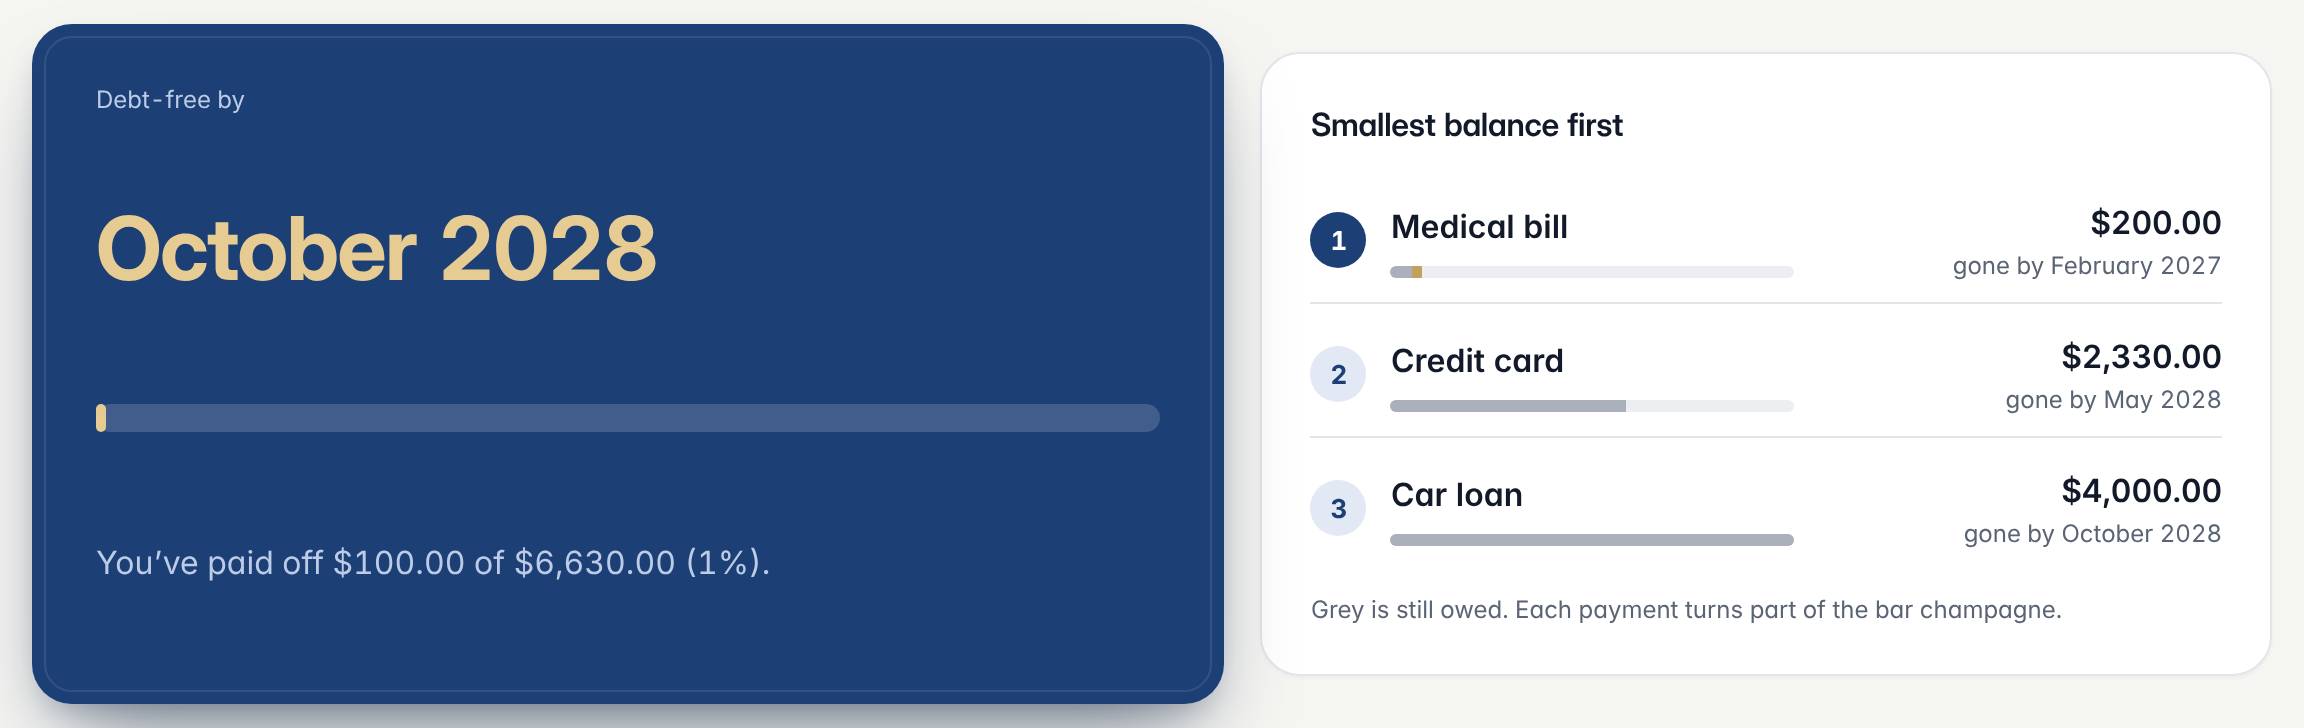 Debt-free by
October 2028
You’ve paid off $100.00 of $6,630.00 (1%).
Smallest balance first
1
Medical bill
$200.00
gone by February 2027
2
Credit card
$2,330.00
gone by May 2028
3
Car loan
$4,000.00
gone by October 2028
Grey is still owed. Each payment turns part of the bar champagne.